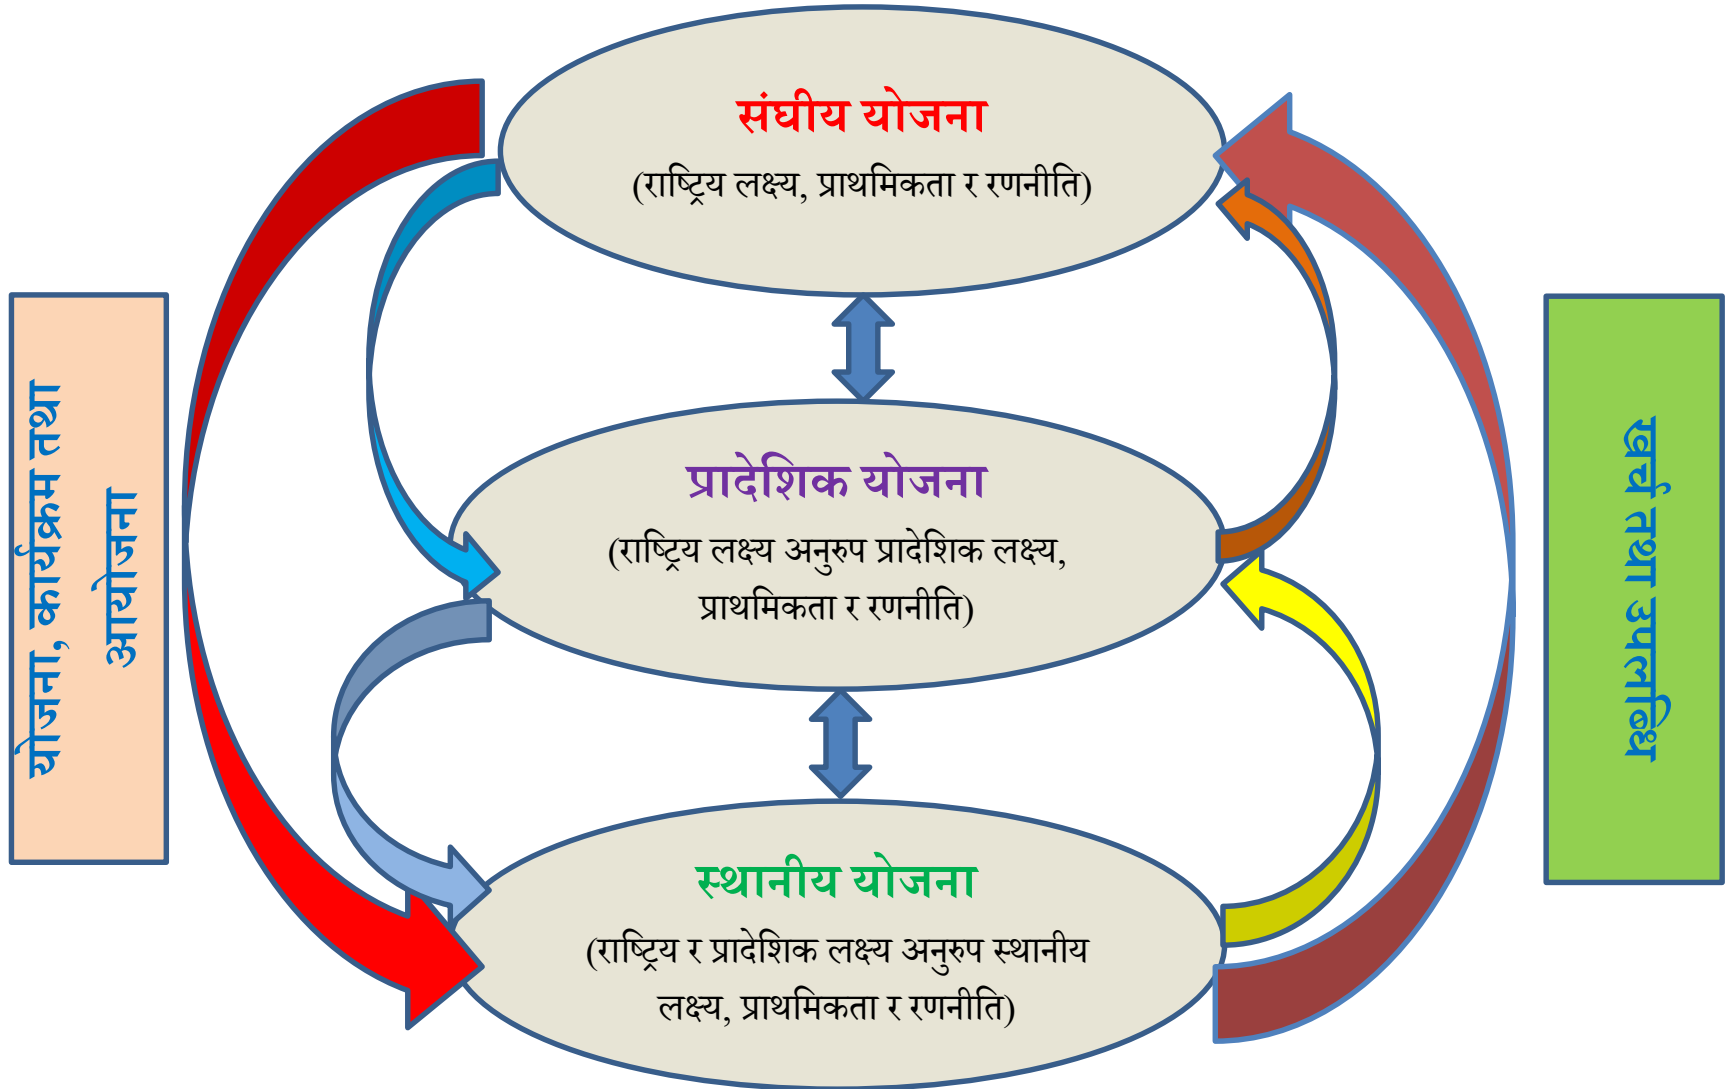 संघीय योजना
(राष्ट्रिय लक्ष्य, प्राथमिकता र रणनीति)
योजना, कार्यक्रम तथा
आयोजना
प्रादेशिक योजना
(राष्ट्रिय लक्ष्य अनुरुप प्रादेशिक लक्ष्य,
प्राथमिकता र रणनीति)
खर्च तथा उपलब्धि
स्थानीय योजना
(राष्ट्रिय र प्रादेशिक लक्ष्य अनुरुप स्थानीय
लक्ष्य, प्राथमिकता र रणनीति)